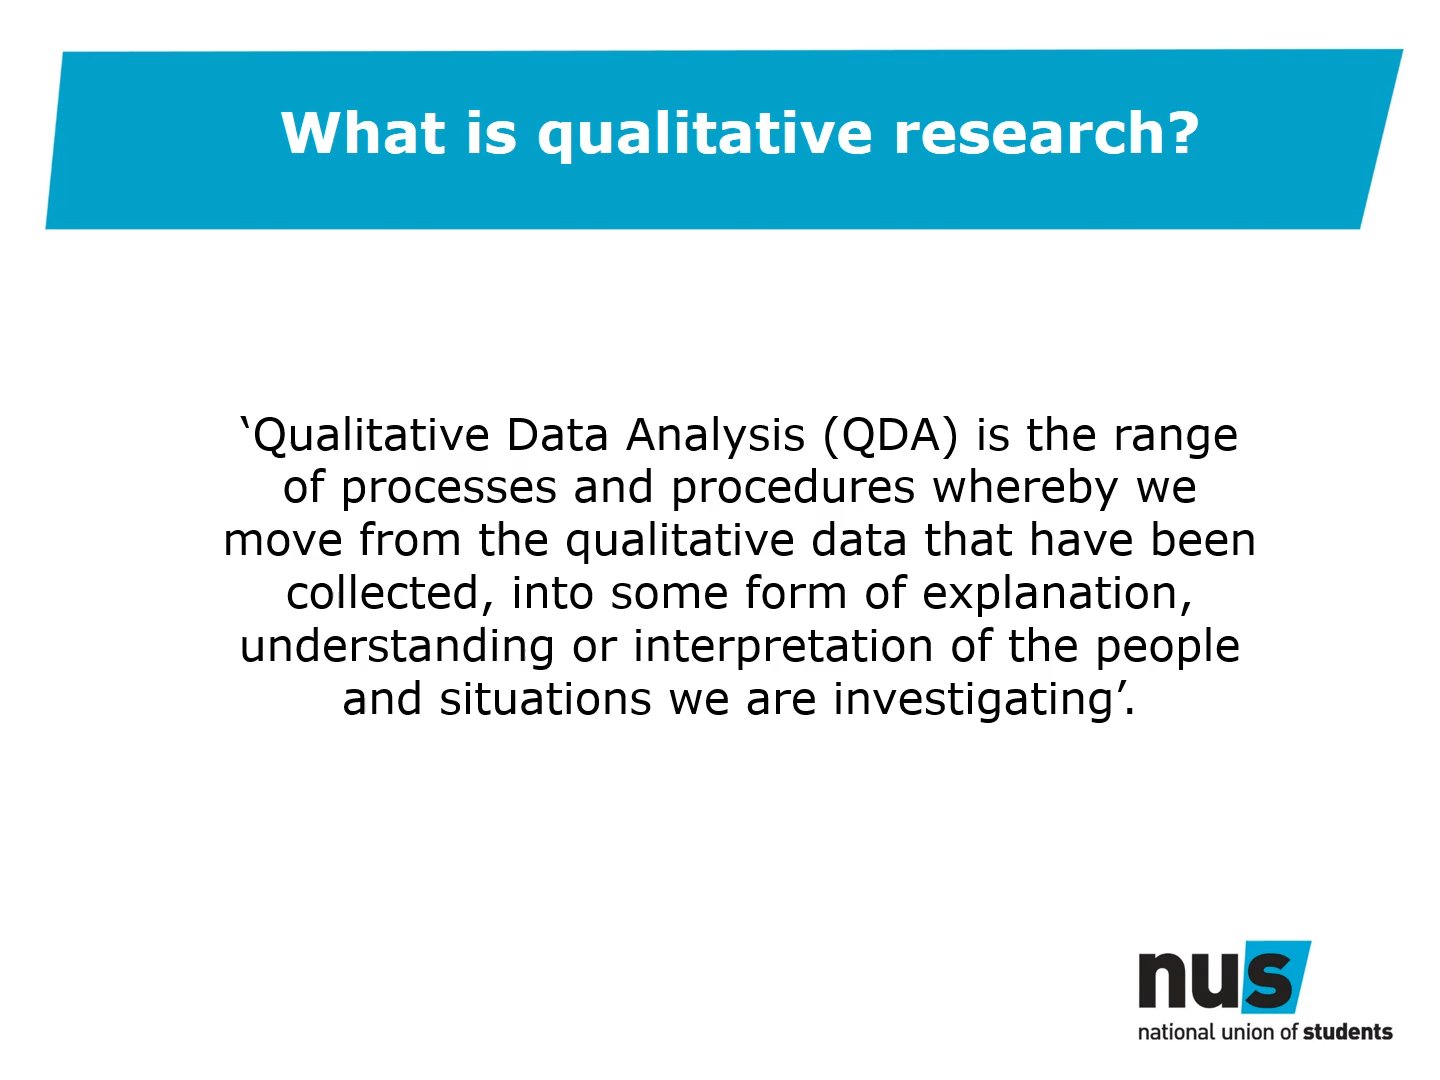 What is qualitative research?
‘Qualitative Data Analysis (QDA) is the range
of processes and procedures whereby we
move from the qualitative data that have been
collected, into some form of explanation,
understanding or interpretation of the people
and situations we are investigating’.
nus
national union of students